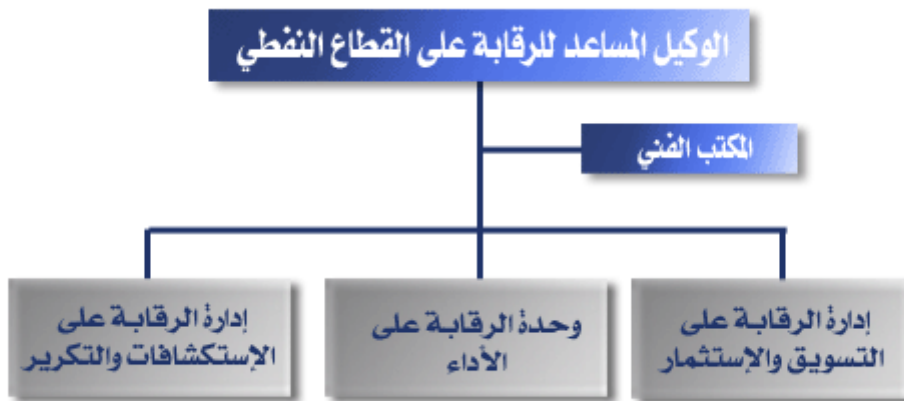 الوكيل المساعد للرقابة على القطاع النفطي
المكتب الفني
إدارة الرقابة على
التسويق والإستثمار
وحدة الرقابة على
الأداء
إدارة الرقابة على
الإستكشافات والتكرير